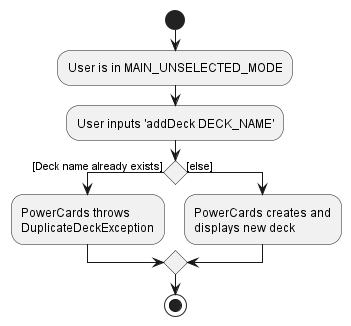 User is in MAIN_UNSELECTED_MODE
User inputs 'addDeck DECK_NAME'
[Deck name already exists]
[else]
PowerCards throws
DuplicateDeckException
PowerCards creates and
displays new deck